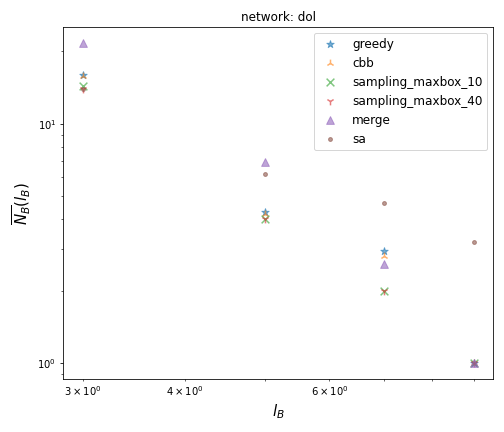 network: dol
greedy
cbb
sampling_maxbox_10
sampling_maxbox_40
merge
sa
10¹
10⁰
$\overline{N_B}(l_B)$
3 × 10⁰ 4 × 10⁰ 6 × 10⁰
$l_B$